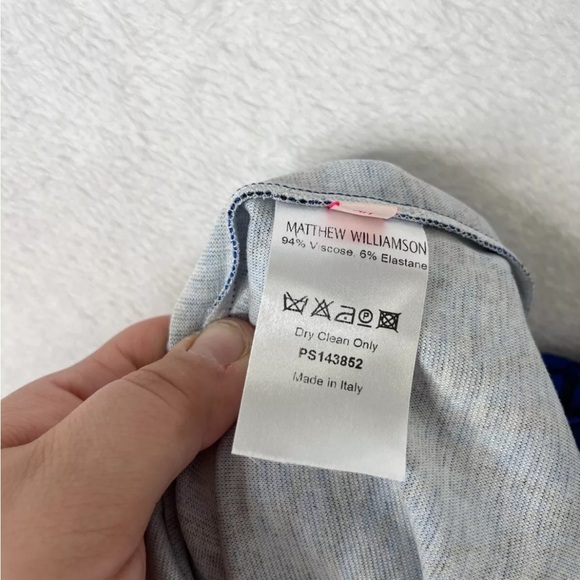 MATTHEW WILLIAMSON
94% Viscose, 6% Elastane
P
Dry Clean Only
PS143852
Made in Italy